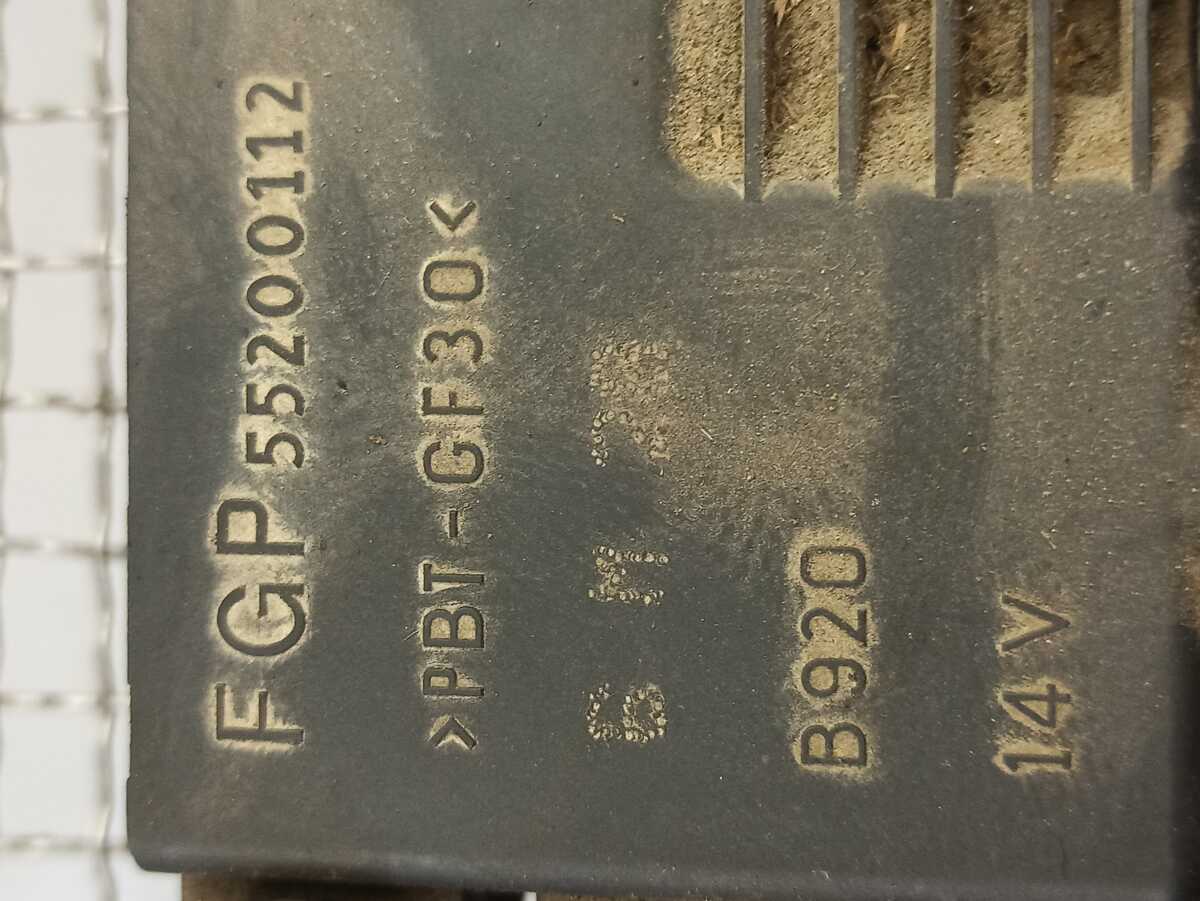 FGP 55200112
>PBT-GF30<
B920
14V